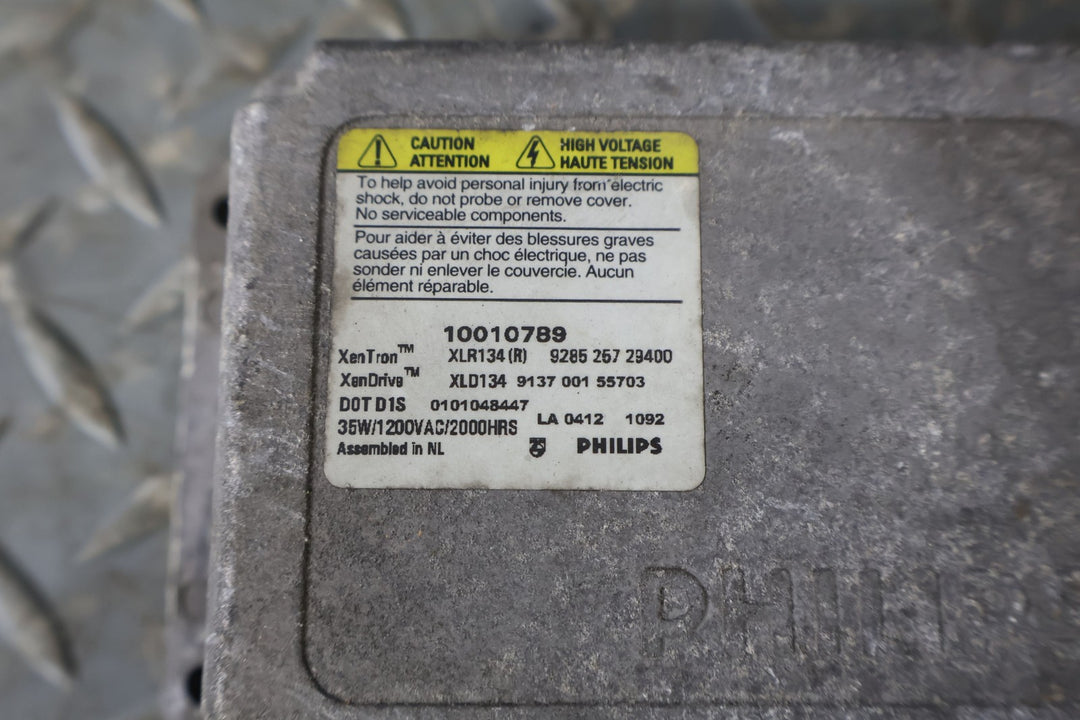 CAUTION HIGH VOLTAGE
ATTENTION HAUTE TENSION
To help avoid personal injury from electric
shock, do not probe or remove cover.
No serviceable components.
Pour aider à éviter des blessures graves
causées par un choc électrique, ne pas
sonder ni enlever le couvercie. Aucun
élément réparable.
10010789
XenTron™ XLR134 (R) 9285 267 29400
XenDrive™ XLD134 9137 001 55703
DOT D1S 0101048447
35W/1200VAC/2000HRS LA 0412 1092
Assembled in NL PHILIPS
PHILIPS